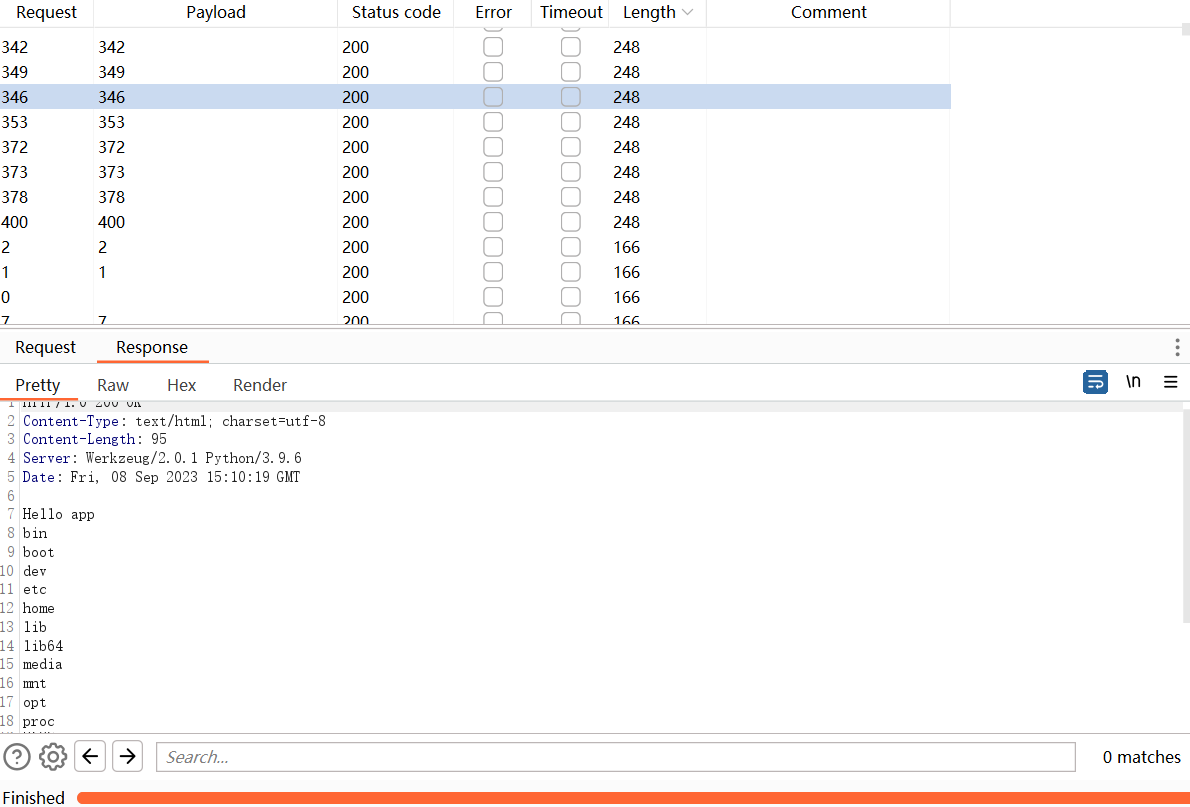 Request Payload Status code Error Timeout Length Comment
342 342 200 248
349 349 200 248
346 346 200 248
353 353 200 248
372 372 200 248
373 373 200 248
378 378 200 248
400 400 200 248
2 2 200 166
1 1 200 166
0 200 166
7 7 200 166
Request Response
Pretty Raw Hex Render
\n
1 HTTP/1.0 200 OK
2 Content-Type: text/html; charset=utf-8
3 Content-Length: 95
4 Server: Werkzeug/2.0.1 Python/3.9.6
5 Date: Fri, 08 Sep 2023 15:10:19 GMT
6
7 Hello app
8 bin
9 boot
10 dev
11 etc
12 home
13 lib
14 lib64
15 media
16 mnt
17 opt
18 proc
? Search... 0 matches
Finished